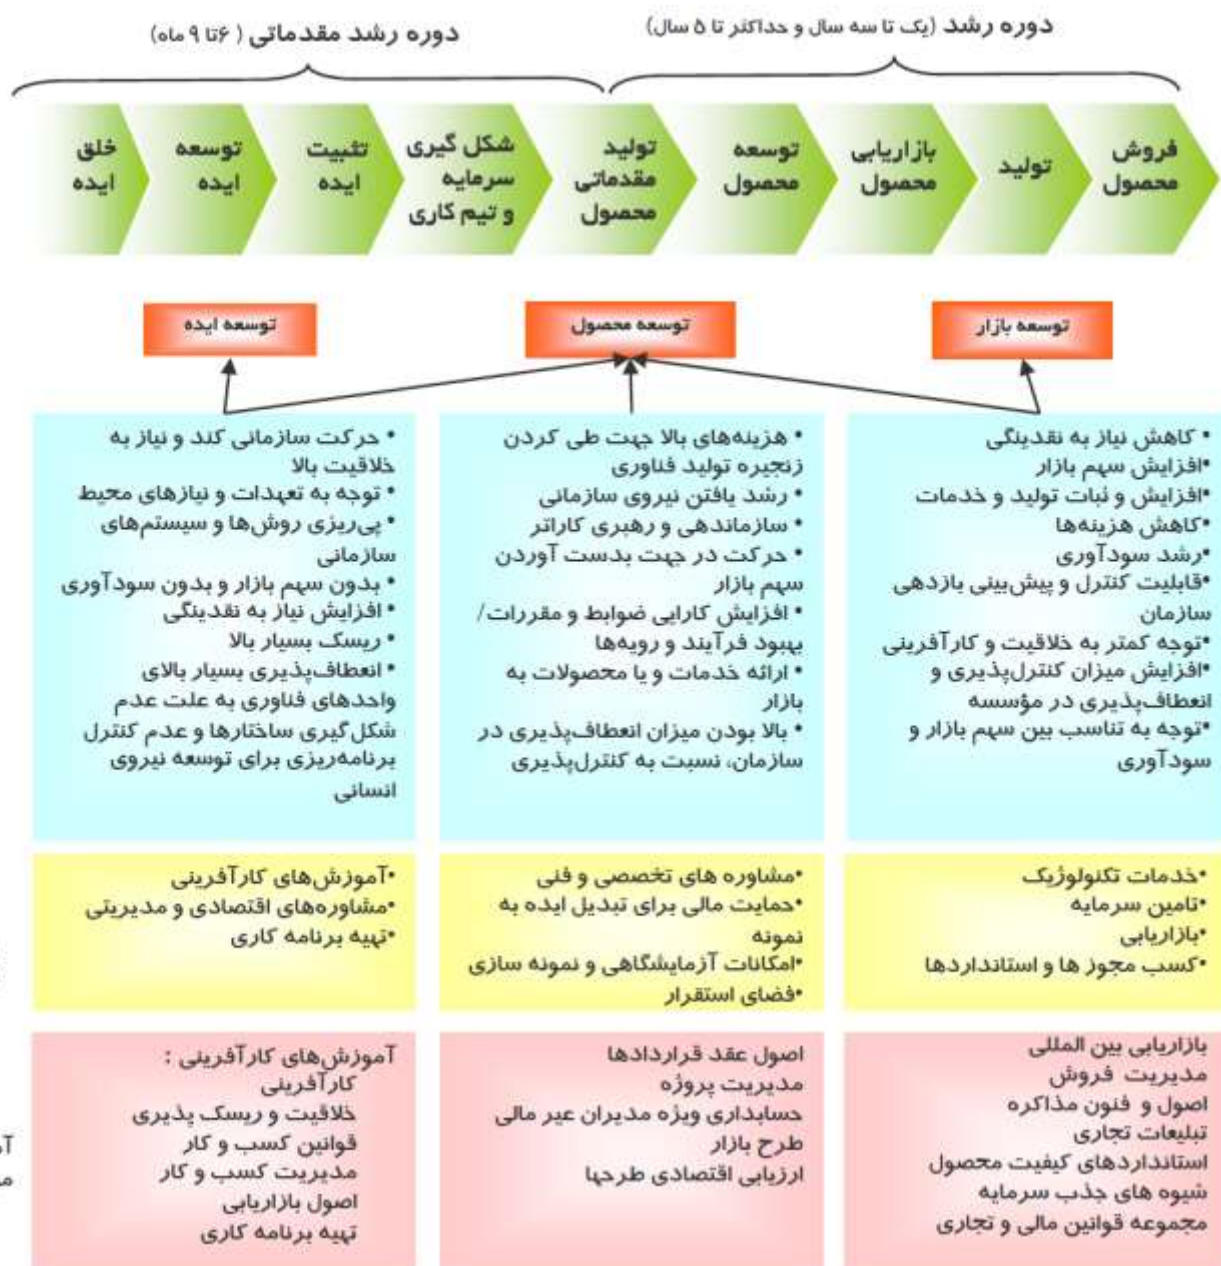 دوره رشد مقدماتی ( ۶تا ۹ ماه)
دوره رشد (یک تا سه سال و حداکثر تا ۵ سال)
خلق
ایده
توسعه
ایده
تثبیت
ایده
شکل گیری
سرمایه
و تیم کاری
تولید
مقدماتی
محصول
توسعه
محصول
بازاریابی
محصول
تولید
فروش
محصول
توسعه ایده
توسعه محصول
توسعه بازار
• حرکت سازمانی کند و نیاز به
خلاقیت بالا
• توجه به تعهدات و نیازهای محیط
• پی‌ریزی روش‌ها و سیستم‌های
سازمانی
• بدون سهم بازار و بدون سودآوری
• افزایش نیاز به نقدینگی
• ریسک بسیار بالا
• انعطاف‌پذیری بسیار بالای
واحدهای فناوری به علت عدم
شکل‌گیری ساختارها و عدم کنترل
برنامه‌ریزی برای توسعه نیروی
انسانی
• هزینه‌های بالا جهت طی کردن
زنجیره تولید فناوری
• رشد یافتن نیروی سازمانی
• سازماندهی و رهبری کاراتر
• حرکت در جهت بدست آوردن
سهم بازار
• افزایش کارایی ضوابط و مقررات/
بهبود فرآیند و رویه‌ها
• ارائه خدمات و یا محصولات به
بازار
• بالا بودن میزان انعطاف‌پذیری در
سازمان، نسبت به کنترل‌پذیری
• کاهش نیاز به نقدینگی
•افزایش سهم بازار
•افزایش و ثبات تولید و خدمات
•کاهش هزینه‌ها
•رشد سودآوری
•قابلیت کنترل و پیش‌بینی بازدهی
سازمان
•توجه کمتر به خلاقیت و کارآفرینی
•افزایش میزان کنترل‌پذیری و
انعطاف‌پذیری در مؤسسه
•توجه به تناسب بین سهم بازار و
سودآوری
•آموزش‌های کارآفرینی
•مشاوره‌های اقتصادی و مدیریتی
•تهیه برنامه کاری
•مشاوره های تخصصی و فنی
•حمایت مالی برای تبدیل ایده به
نمونه
•امکانات آزمایشگاهی و نمونه سازی
•فضای استقرار
•خدمات تکنولوژیک
•تامین سرمایه
•بازاریابی
•کسب مجوز ها و استانداردها
آموزش‌های کارآفرینی :
کارآفرینی
خلاقیت و ریسک پذیری
قوانین کسب و کار
مدیریت کسب و کار
اصول بازاریابی
تهیه برنامه کاری
اصول عقد قراردادها
مدیریت پروژه
حسابداری ویژه مدیران غیر مالی
طرح بازار
ارزیابی اقتصادی طرحها
بازاریابی بین المللی
مدیریت فروش
اصول و فنون مذاکره
تبلیغات تجاری
استانداردهای کیفیت محصول
شیوه های جذب سرمایه
مجموعه قوانین مالی و تجاری